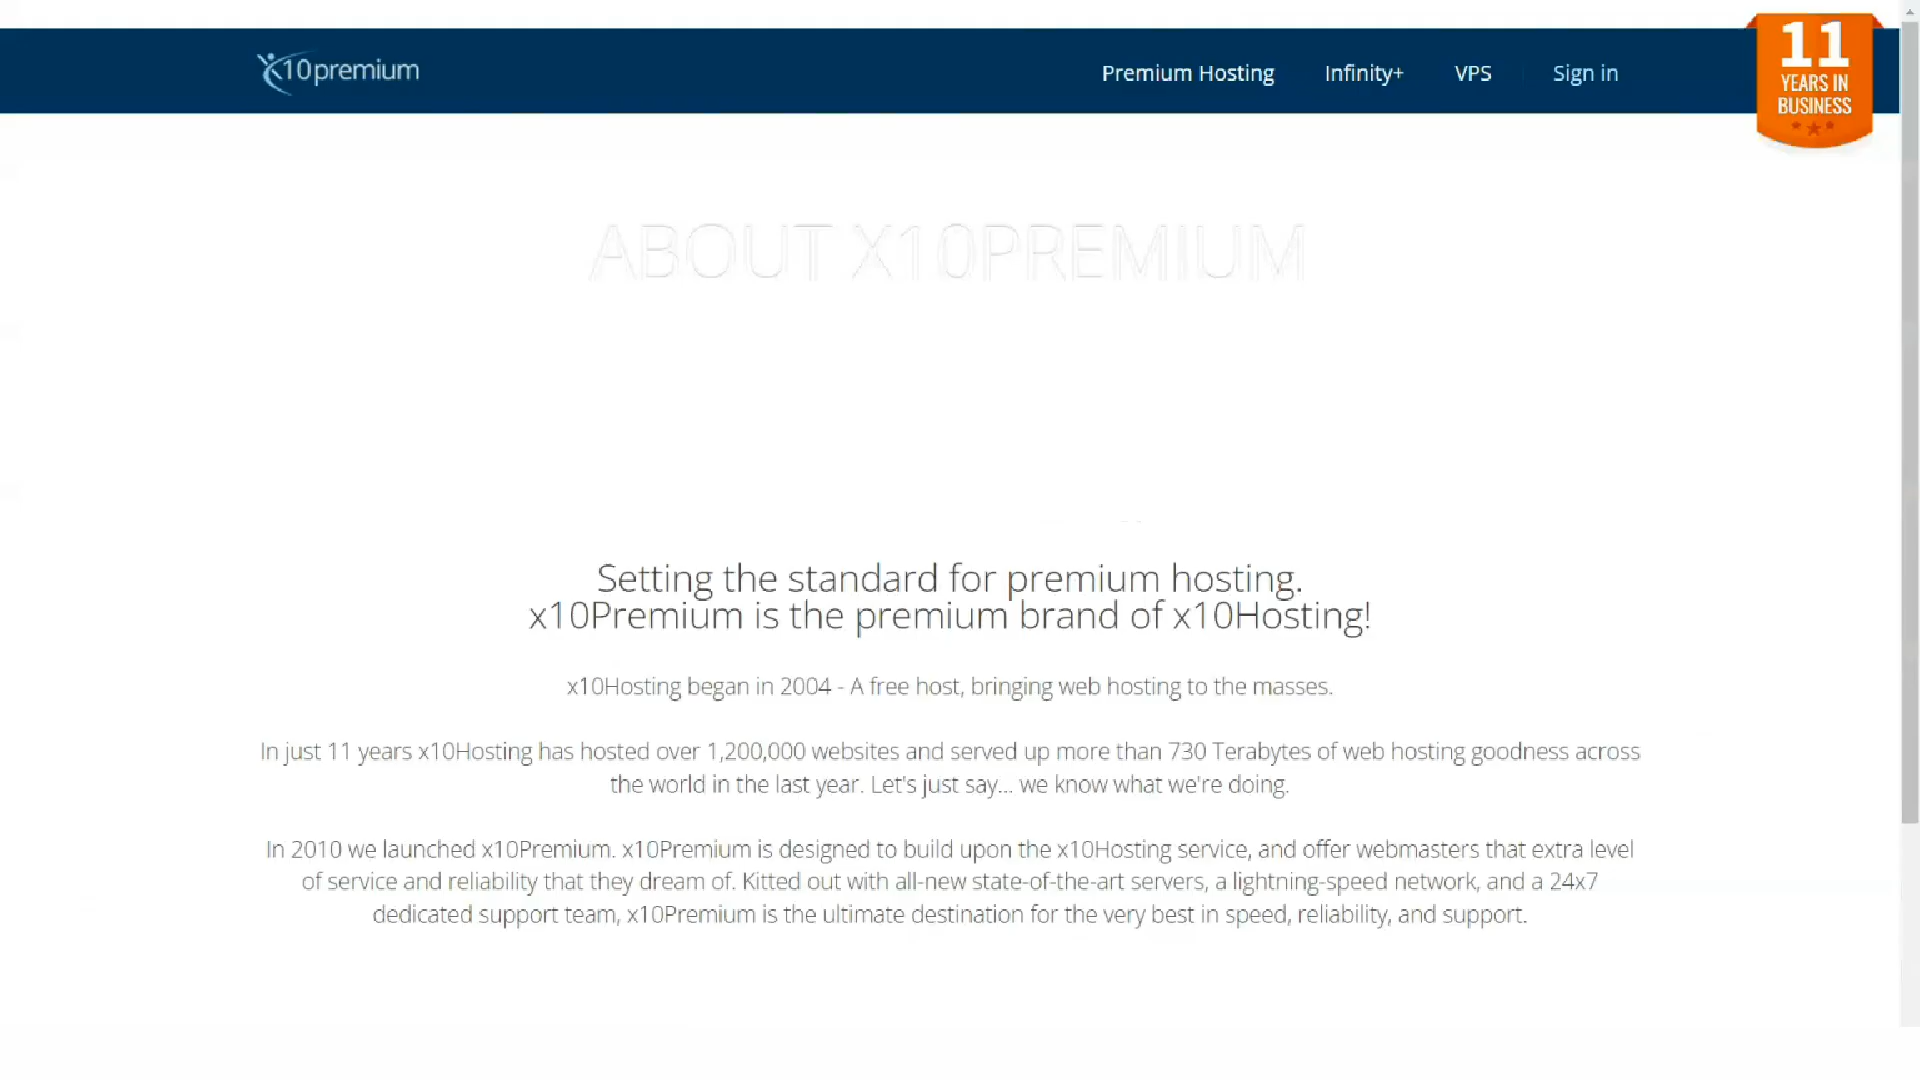 x10premium
Premium Hosting
Infinity+
VPS
Sign in
11
YEARS IN
BUSINESS
ABOUT X10PREMIUM
Setting the standard for premium hosting.
x10Premium is the premium brand of x10Hosting!
x10Hosting began in 2004 - A free host, bringing web hosting to the masses.
In just 11 years x10Hosting has hosted over 1,200,000 websites and served up more than 730 Terabytes of web hosting goodness across
the world in the last year. Let's just say... we know what we're doing.
In 2010 we launched x10Premium. x10Premium is designed to build upon the x10Hosting service, and offer webmasters that extra level
of service and reliability that they dream of. Kitted out with all-new state-of-the-art servers, a lightning-speed network, and a 24x7
dedicated support team, x10Premium is the ultimate destination for the very best in speed, reliability, and support.